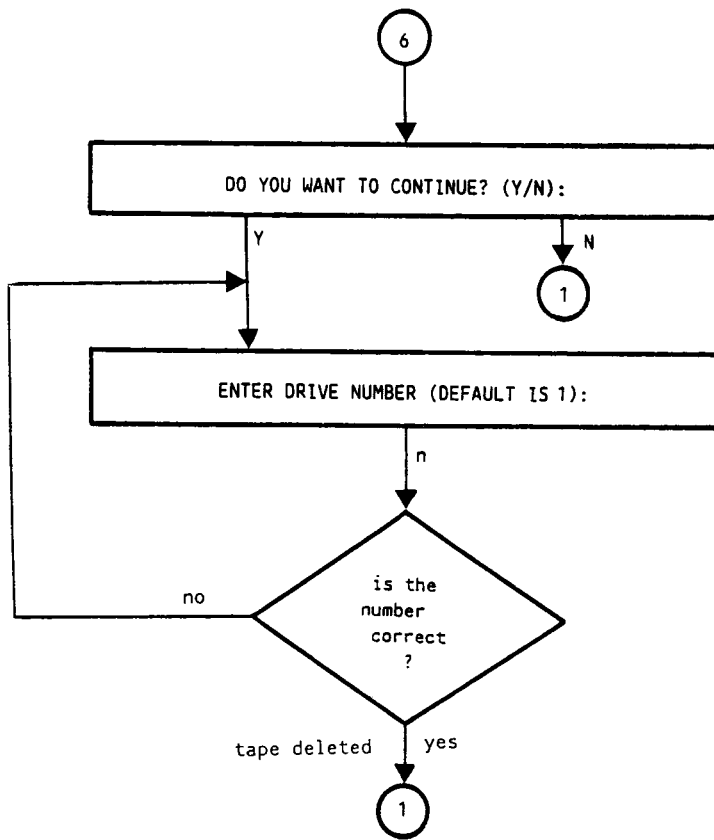 6
DO YOU WANT TO CONTINUE? (Y/N):
Y
N
1
ENTER DRIVE NUMBER (DEFAULT IS 1):
n
is the
number
correct
?
no
tape deleted
yes
1